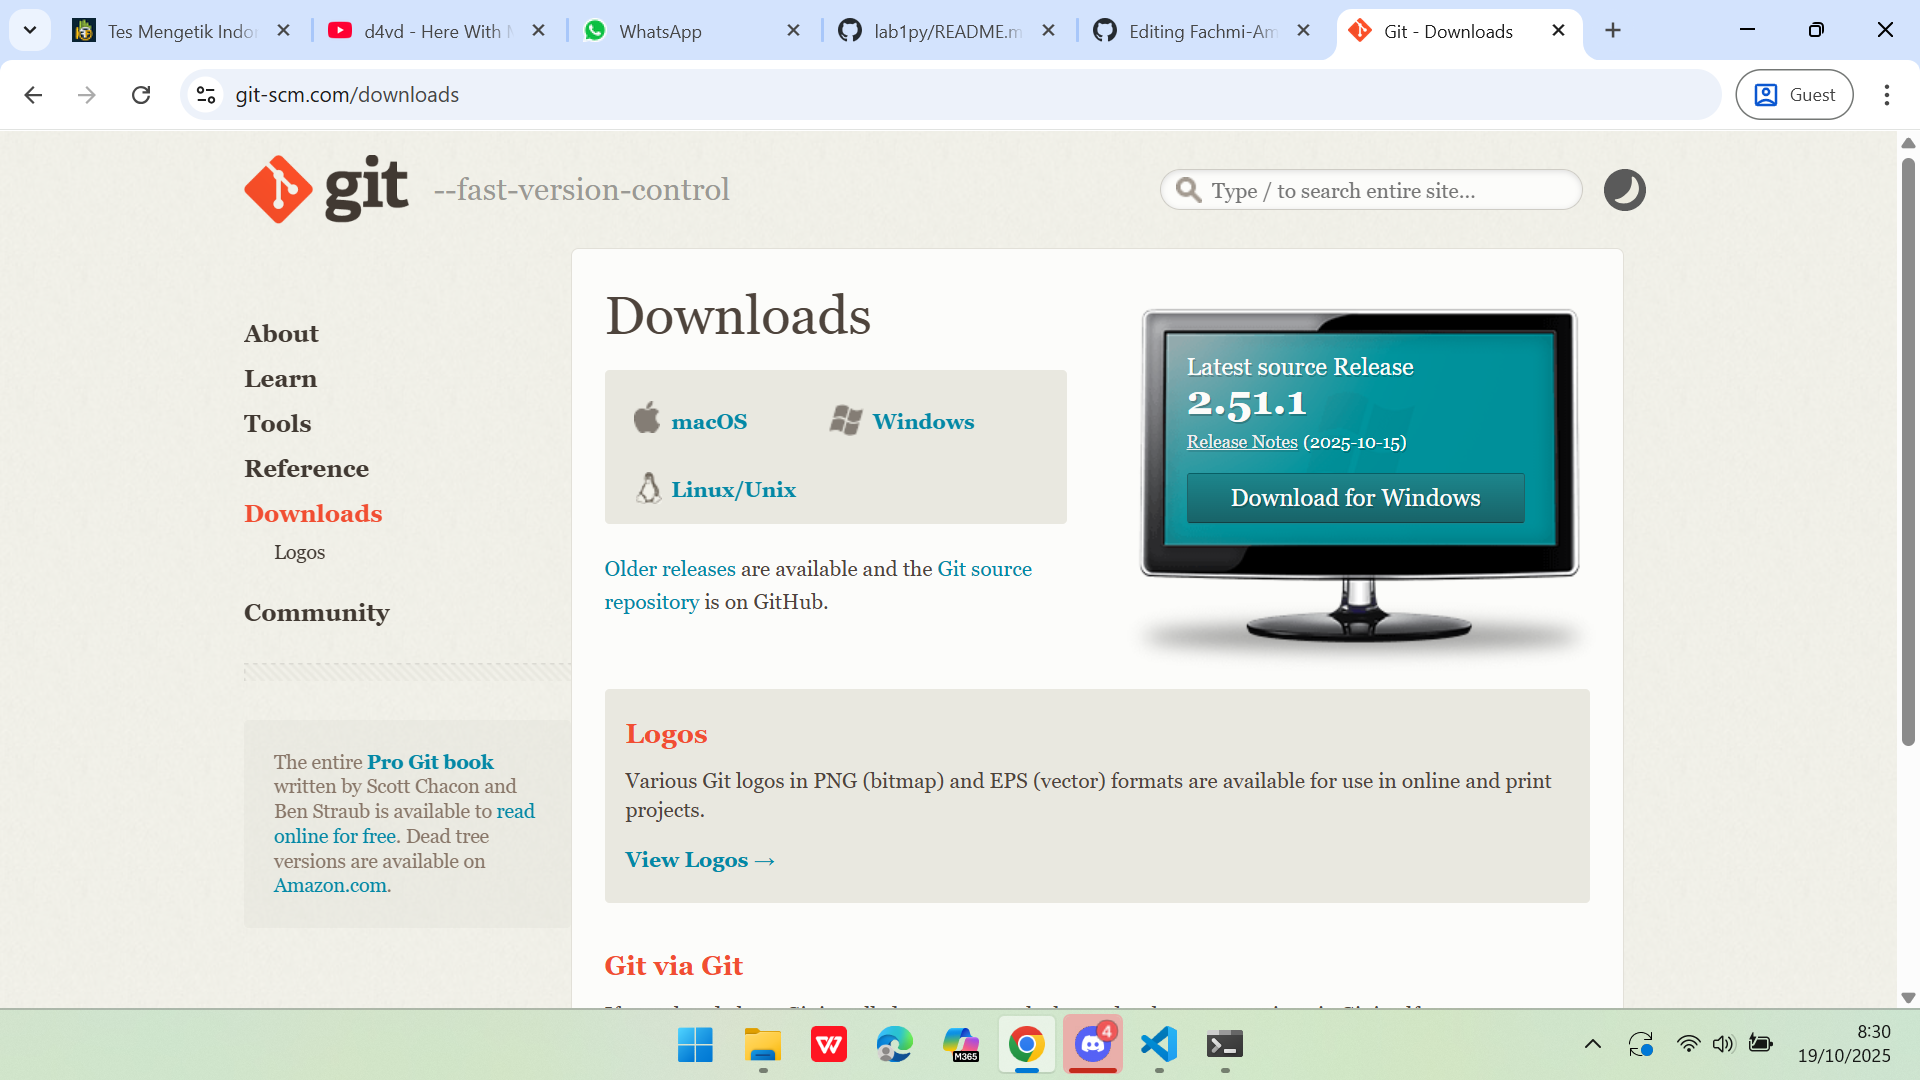 Tes Mengetik Indo
d4vd - Here With
WhatsApp
lab1py/README.m
Editing Fachmi-Am
Git - Downloads
git-scm.com/downloads
Guest
git --fast-version-control
Type / to search entire site...
About
Learn
Tools
Reference
Downloads
Logos
Community
The entire Pro Git book
written by Scott Chacon and
Ben Straub is available to read
online for free. Dead tree
versions are available on
Amazon.com.
Downloads
macOS
Windows
Linux/Unix
Older releases are available and the Git source
repository is on GitHub.
Latest source Release
2.51.1
Release Notes (2025-10-15)
Download for Windows
Logos
Various Git logos in PNG (bitmap) and EPS (vector) formats are available for use in online and print
projects.
View Logos →
Git via Git
M365
4
8:30
19/10/2025